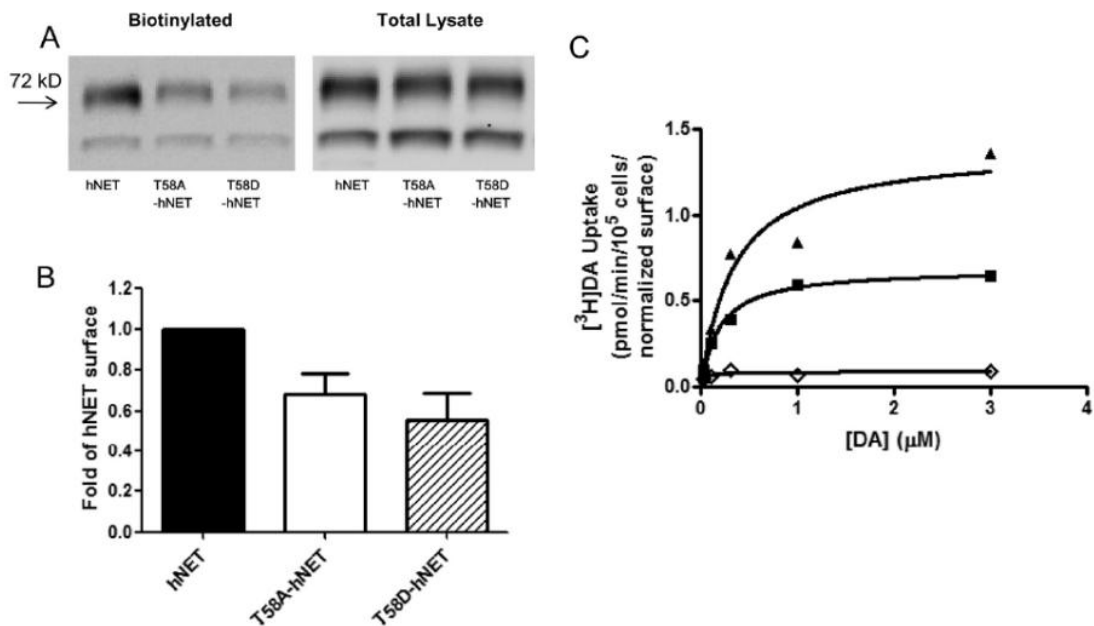 A
Biotinylated
Total Lysate
72 kD
hNET
T58A
-hNET
T58D
-hNET
hNET
T58A
-hNET
T58D
-hNET
B
Fold of hNET surface
1.2
1.0
0.8
0.6
0.4
0.2
0.0
hNET
T58A-hNET
T58D-hNET
C
[³H]DA Uptake
(pmol/min/10⁵ cells/
normalized surface)
1.5
1.0
0.5
0.0
0
1
2
3
4
[DA] (μM)